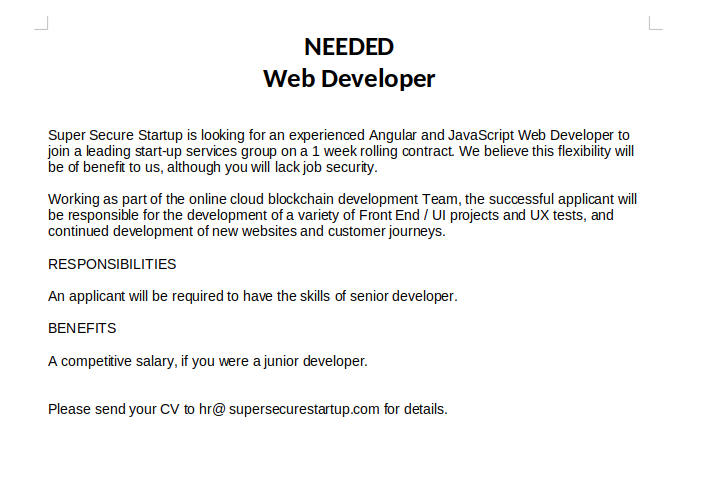 NEEDED
Web Developer
Super Secure Startup is looking for an experienced Angular and JavaScript Web Developer to
join a leading start-up services group on a 1 week rolling contract. We believe this flexibility will
be of benefit to us, although you will lack job security.
Working as part of the online cloud blockchain development Team, the successful applicant will
be responsible for the development of a variety of Front End / UI projects and UX tests, and
continued development of new websites and customer journeys.
RESPONSIBILITIES
An applicant will be required to have the skills of senior developer.
BENEFITS
A competitive salary, if you were a junior developer.
Please send your CV to hr@ supersecurestartup.com for details.